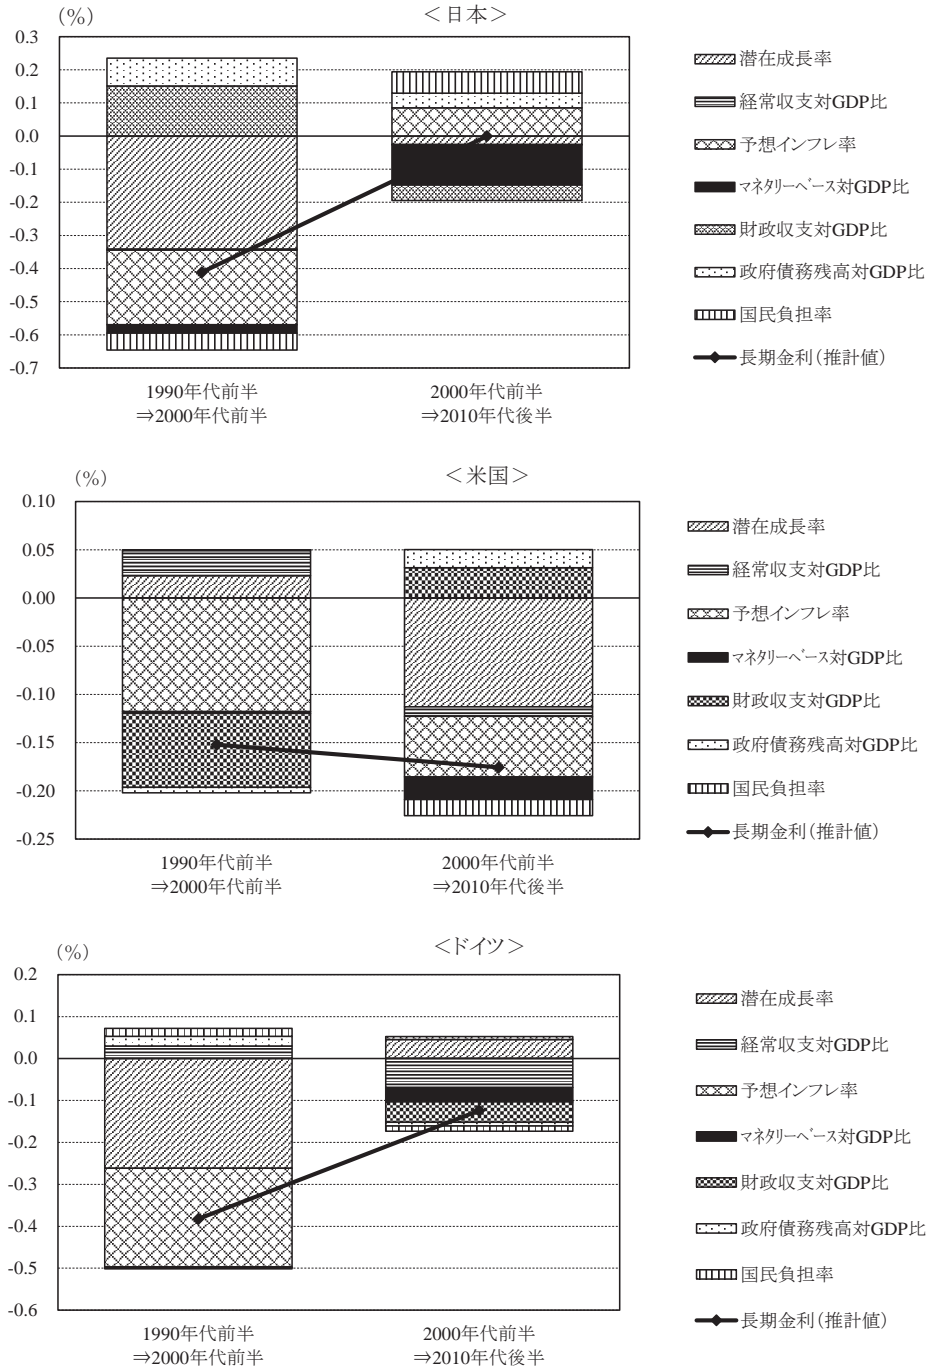 (%)
＜日本＞
0.3
0.2
0.1
0.0
-0.1
-0.2
-0.3
-0.4
-0.5
-0.6
-0.7
1990年代前半
⇒2000年代前半
2000年代前半
⇒2010年代後半
潜在成長率
経常収支対GDP比
予想インフレ率
マネタリーベース対GDP比
財政収支対GDP比
政府債務残高対GDP比
国民負担率
長期金利(推計値)
(%)
＜米国＞
0.10
0.05
0.00
-0.05
-0.10
-0.15
-0.20
-0.25
1990年代前半
⇒2000年代前半
2000年代前半
⇒2010年代後半
潜在成長率
経常収支対GDP比
予想インフレ率
マネタリーベース対GDP比
財政収支対GDP比
政府債務残高対GDP比
国民負担率
長期金利(推計値)
(%)
＜ドイツ＞
0.2
0.1
0.0
-0.1
-0.2
-0.3
-0.4
-0.5
-0.6
1990年代前半
⇒2000年代前半
2000年代前半
⇒2010年代後半
潜在成長率
経常収支対GDP比
予想インフレ率
マネタリーベース対GDP比
財政収支対GDP比
政府債務残高対GDP比
国民負担率
長期金利(推計値)